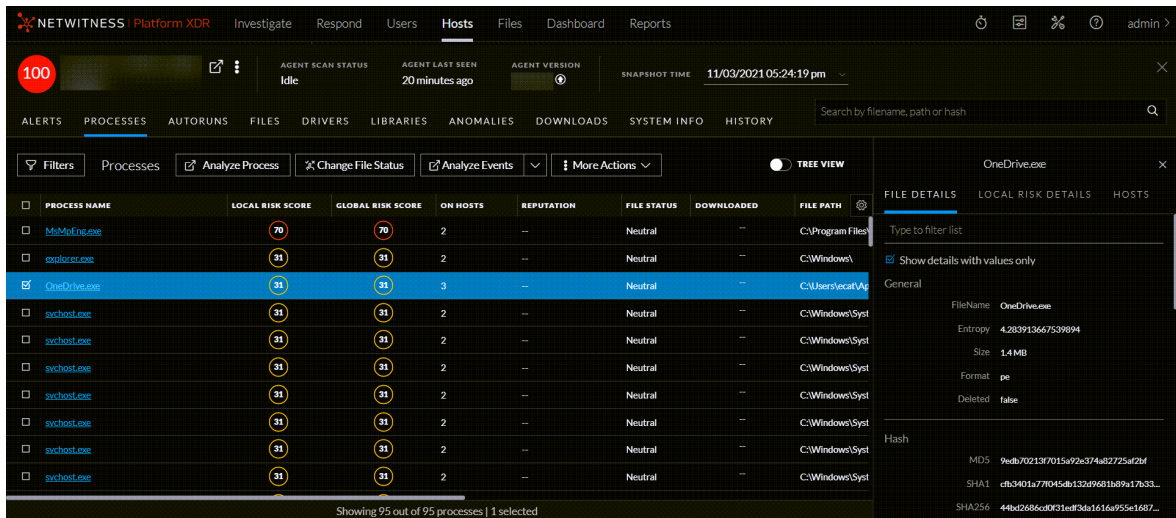 NETWITNESS Platform XDR Investigate Respond Users Hosts Files Dashboard Reports admin >
100 AGENT SCAN STATUS AGENT LAST SEEN AGENT VERSION SNAPSHOT TIME 11/03/2021 05:24:19 pm
Idle 20 minutes ago
ALERTS PROCESSES AUTORUNS FILES DRIVERS LIBRARIES ANOMALIES DOWNLOADS SYSTEM INFO HISTORY Search by filename, path or hash
Filters Processes Analyze Process Change File Status Analyze Events More Actions TREE VIEW OneDrive.exe
FILE DETAILS LOCAL RISK DETAILS HOSTS
PROCESS NAME LOCAL RISK SCORE GLOBAL RISK SCORE ON HOSTS REPUTATION FILE STATUS DOWNLOADED FILE PATH
MsMpEng.exe 70 70 2 -- Neutral -- C:\Program Files\
explorer.exe 31 31 2 -- Neutral -- C:\Windows\
OneDrive.exe 31 31 3 -- Neutral -- C:\Users\ecat\Ap
svchost.exe 31 31 2 -- Neutral -- C:\Windows\Syst
svchost.exe 31 31 2 -- Neutral -- C:\Windows\Syst
svchost.exe 31 31 2 -- Neutral -- C:\Windows\Syst
svchost.exe 31 31 2 -- Neutral -- C:\Windows\Syst
svchost.exe 31 31 2 -- Neutral -- C:\Windows\Syst
svchost.exe 31 31 2 -- Neutral -- C:\Windows\Syst
svchost.exe 31 31 2 -- Neutral -- C:\Windows\Syst
Showing 95 out of 95 processes | 1 selected
Type to filter list
Show details with values only
General
FileName OneDrive.exe
Entropy 4.283913667539894
Size 1.4 MB
Format pe
Deleted false
Hash
MD5 9edb70213f7015a92e374a82725af2bf
SHA1 cfb3401a77f045db132d9681b89a17b33...
SHA256 44bd2686cd0f31edf3da1616a955e1687...